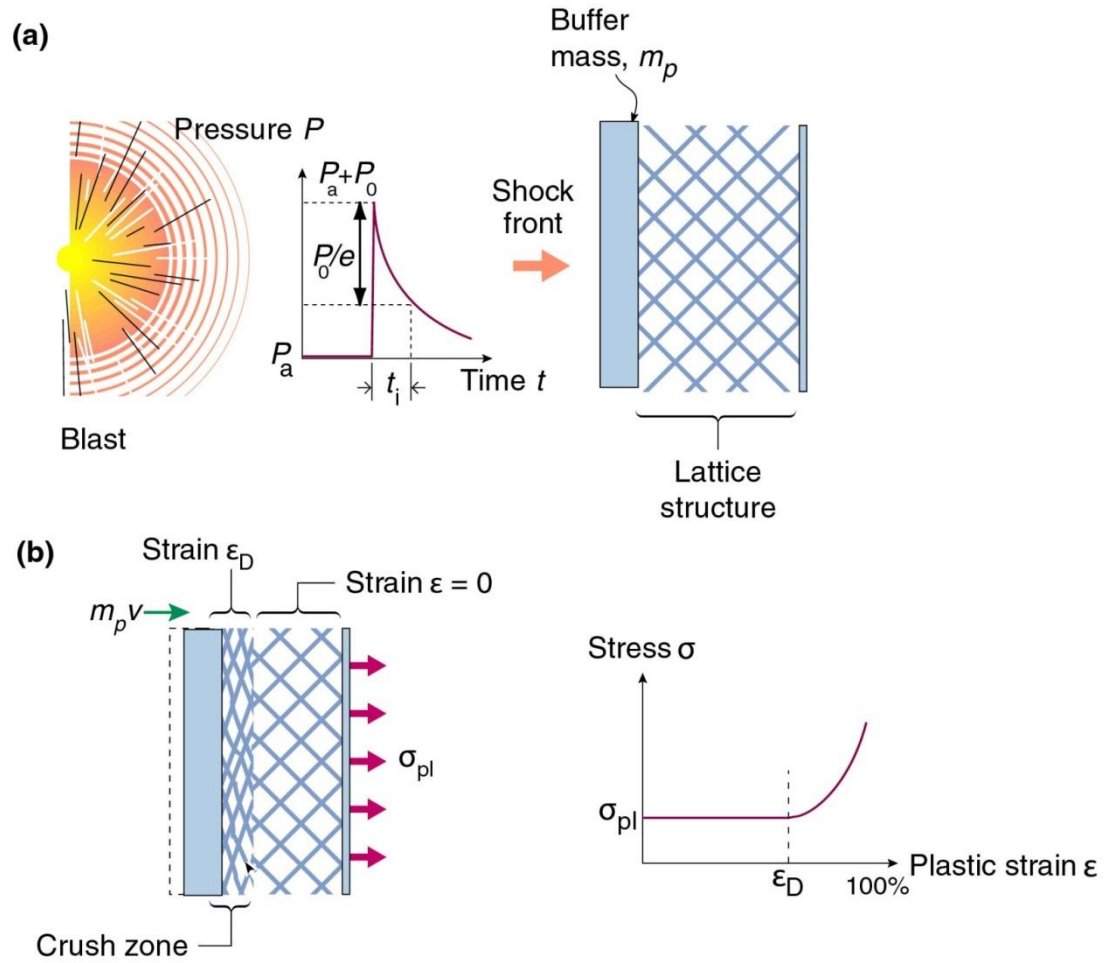 (a)
Buffer
mass, m_p
Pressure P
P_a+P_0
P_0/e
P_a
t_i
Time t
Blast
Shock
front
Lattice
structure
(b)
Strain ε_D
Strain ε = 0
m_p v
σ_pl
Crush zone
Stress σ
σ_pl
ε_D
100%
Plastic strain ε